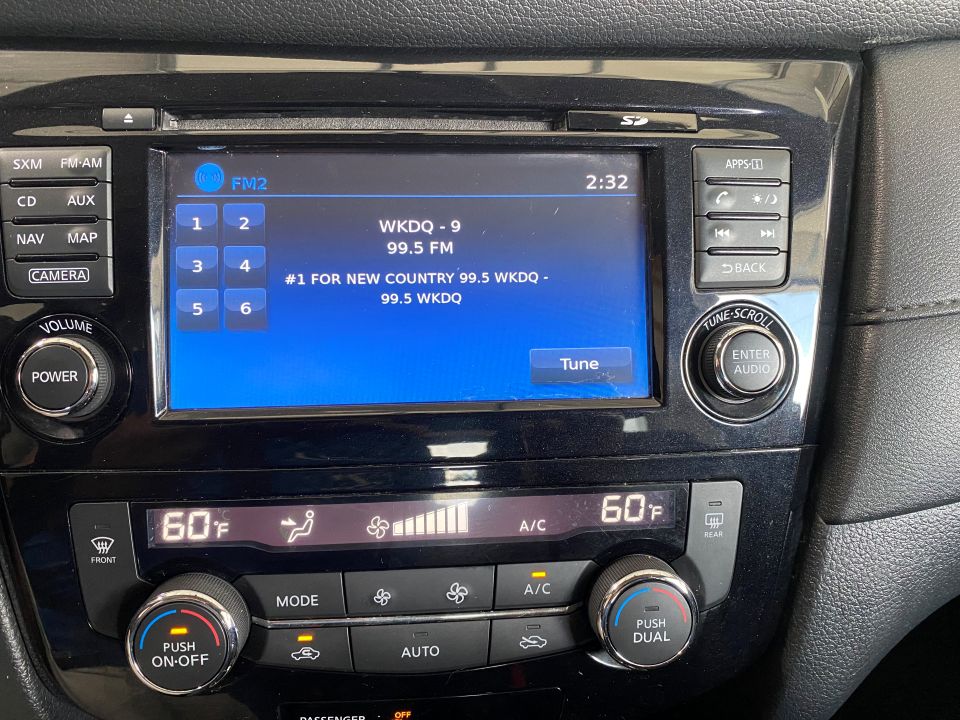 SD
SXM FM·AM
CD AUX
NAV MAP
CAMERA
VOLUME
POWER
FM2 2:32
1 2
3 4
5 6
WKDQ - 9
99.5 FM
#1 FOR NEW COUNTRY 99.5 WKDQ -
99.5 WKDQ
Tune
APPS·i
BACK
TUNE·SCROLL
ENTER
AUDIO
60°F A/C 60°F
FRONT
REAR
MODE
A/C
AUTO
PUSH
ON·OFF
PUSH
DUAL
PASSENGER OFF